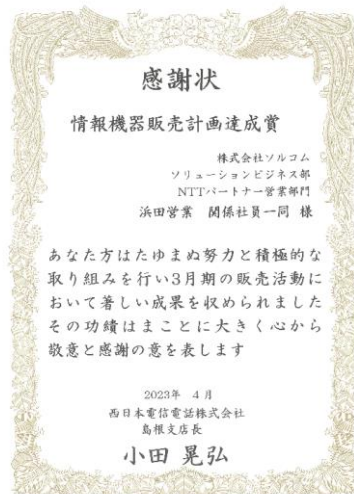 感謝状
情報機器販売計画達成賞
株式会社ソルコム
ソリューションビジネス部
NTTパートナー営業部門
浜田営業　関係社員一同 様
あなた方はたゆまぬ努力と積極的な
取り組みを行い3月期の販売活動に
おいて著しい成果を収められました
その功績はまことに大きく心から
敬意と感謝の意を表します
2023年　4月
西日本電信電話株式会社
島根支店長
小田 晃弘